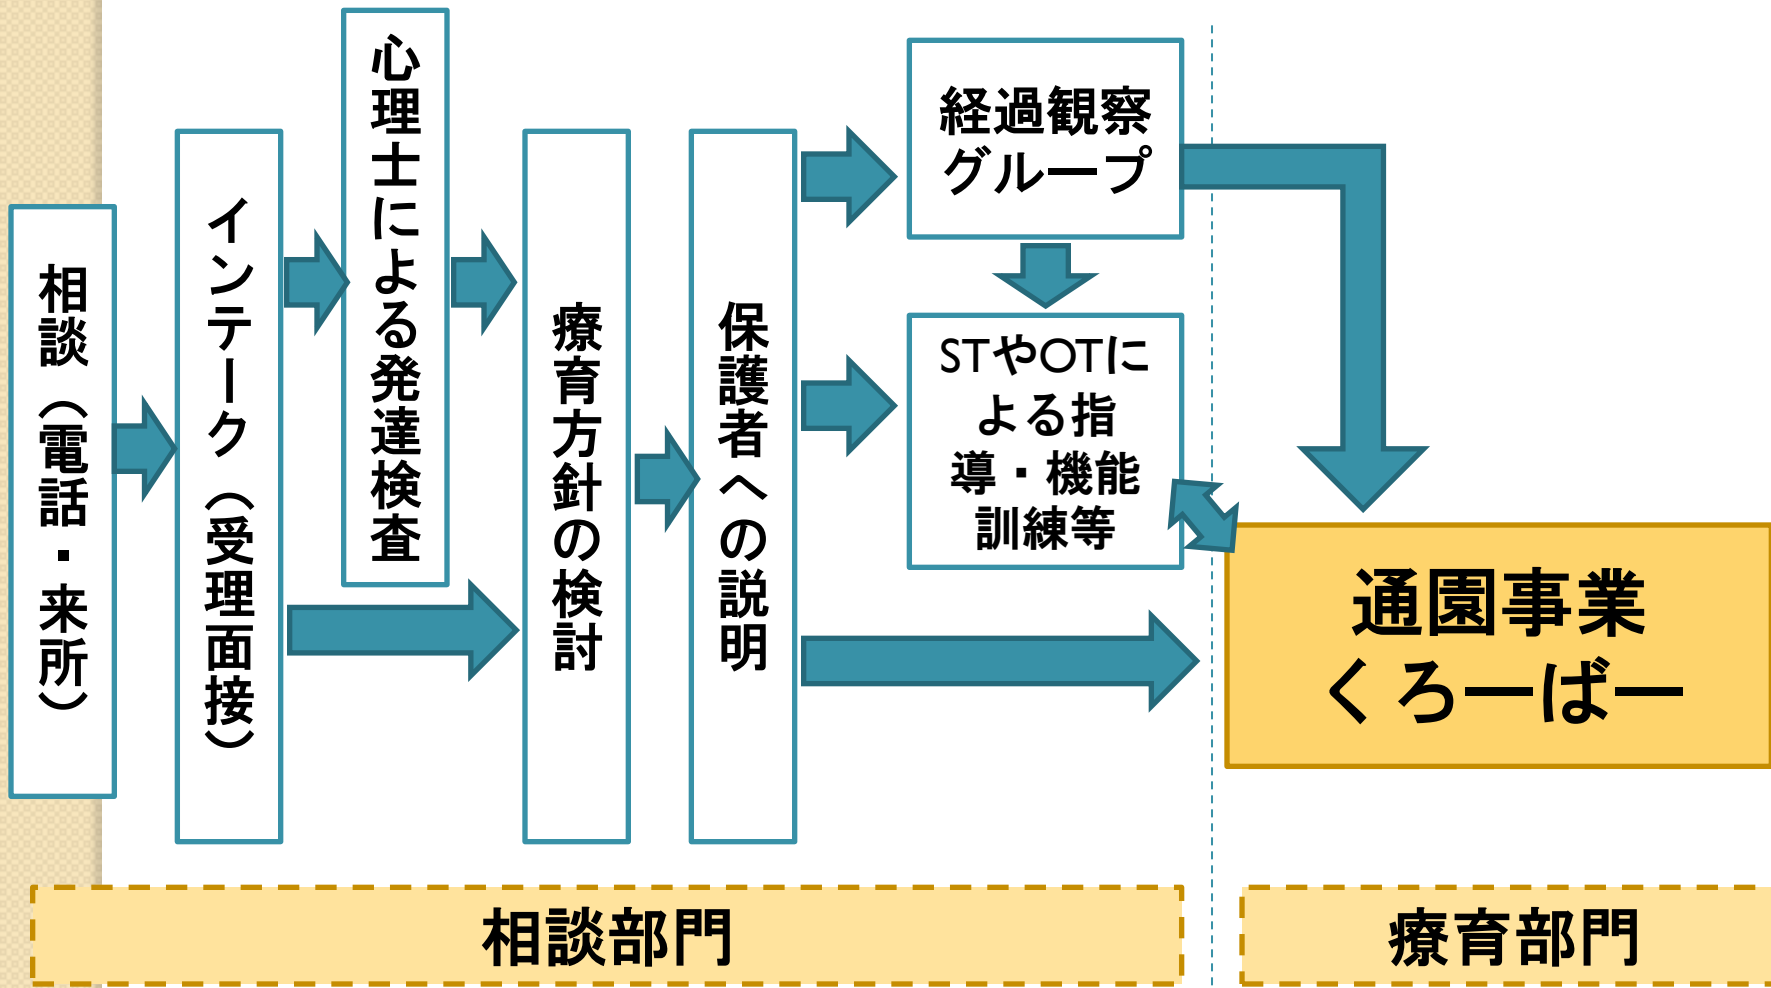 相談（電話・来所）
インテーク（受理面接）
心理士による発達検査
療育方針の検討
保護者への説明
経過観察
グループ
STやOTに
よる指
導・機能
訓練等
通園事業
くろーばー
相談部門
療育部門